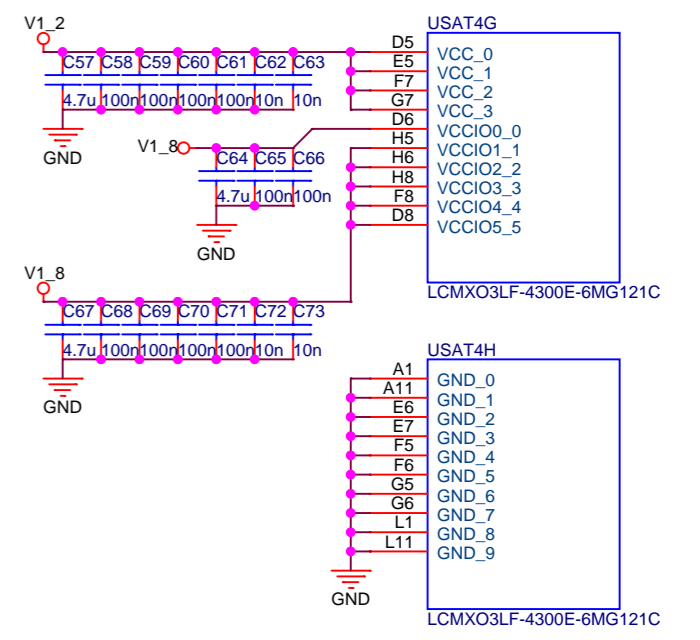 V1_2
C57 C58 C59 C60 C61 C62 C63
4.7u 100n 100n 100n 100n 10n 10n
GND
V1_8
C64 C65 C66
4.7u 100n 100n
GND
V1_8
C67 C68 C69 C70 C71 C72 C73
4.7u 100n 100n 100n 100n 10n 10n
GND
USAT4G
D5 VCC_0
E5 VCC_1
F7 VCC_2
G7 VCC_3
D6 VCCIO0_0
H5 VCCIO1_1
H6 VCCIO2_2
H8 VCCIO3_3
F8 VCCIO4_4
D8 VCCIO5_5
LCMXO3LF-4300E-6MG121C
USAT4H
A1 GND_0
A11 GND_1
E6 GND_2
E7 GND_3
F5 GND_4
F6 GND_5
G5 GND_6
G6 GND_7
L1 GND_8
L11 GND_9
GND
LCMXO3LF-4300E-6MG121C